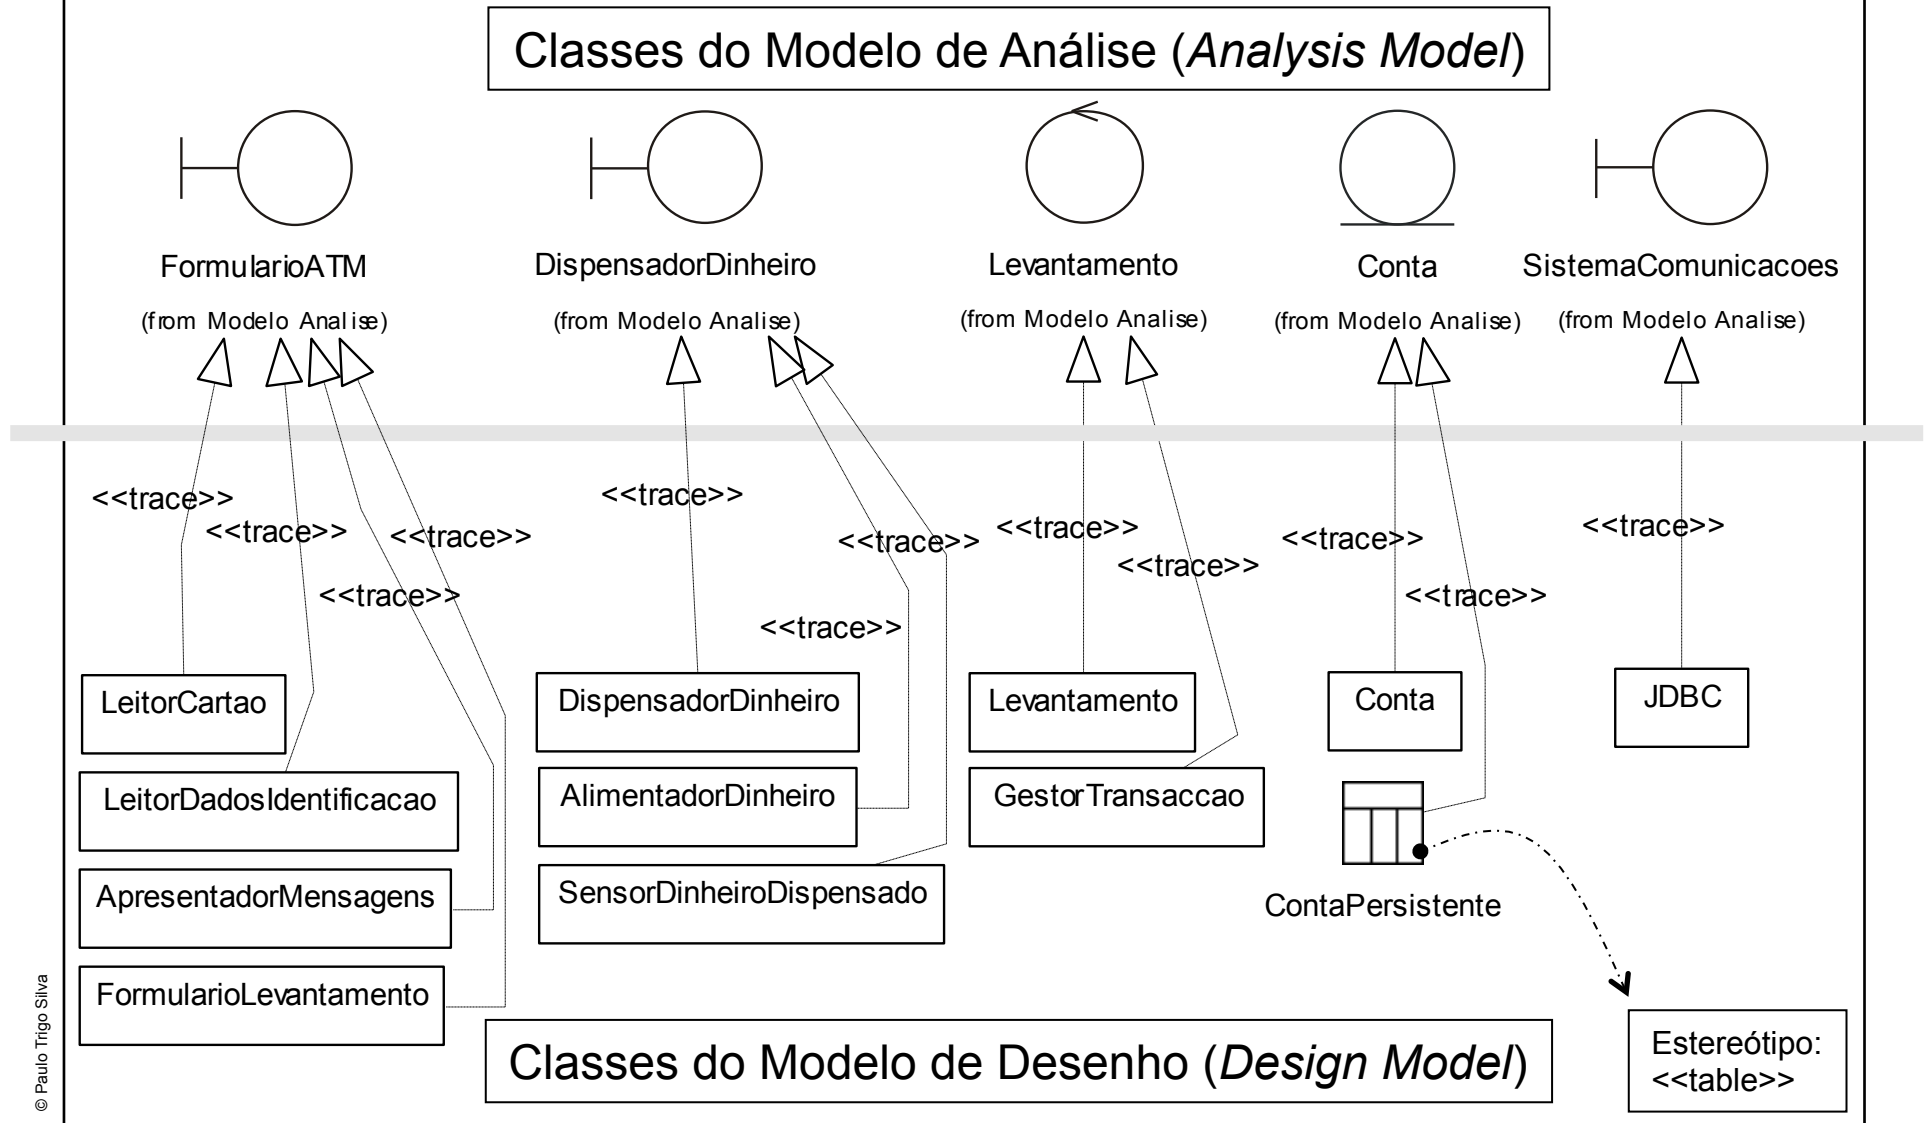 Classes do Modelo de Análise (Analysis Model)
FormularioATM
(from Modelo Analise)
DispensadorDinheiro
(from Modelo Analise)
Levantamento
(from Modelo Analise)
Conta
(from Modelo Analise)
SistemaComunicacoes
(from Modelo Analise)
<<trace>>
<<trace>>
<<trace>>
<<trace>>
<<trace>>
<<trace>>
<<trace>>
<<trace>>
<<trace>>
<<trace>>
<<trace>>
<<trace>>
LeitorCartao
LeitorDadosIdentificacao
ApresentadorMensagens
FormularioLevantamento
DispensadorDinheiro
AlimentadorDinheiro
SensorDinheiroDispensado
Levantamento
GestorTransaccao
Conta
ContaPersistente
JDBC
Estereótipo:
<<table>>
Classes do Modelo de Desenho (Design Model)
© Paulo Trigo Silva